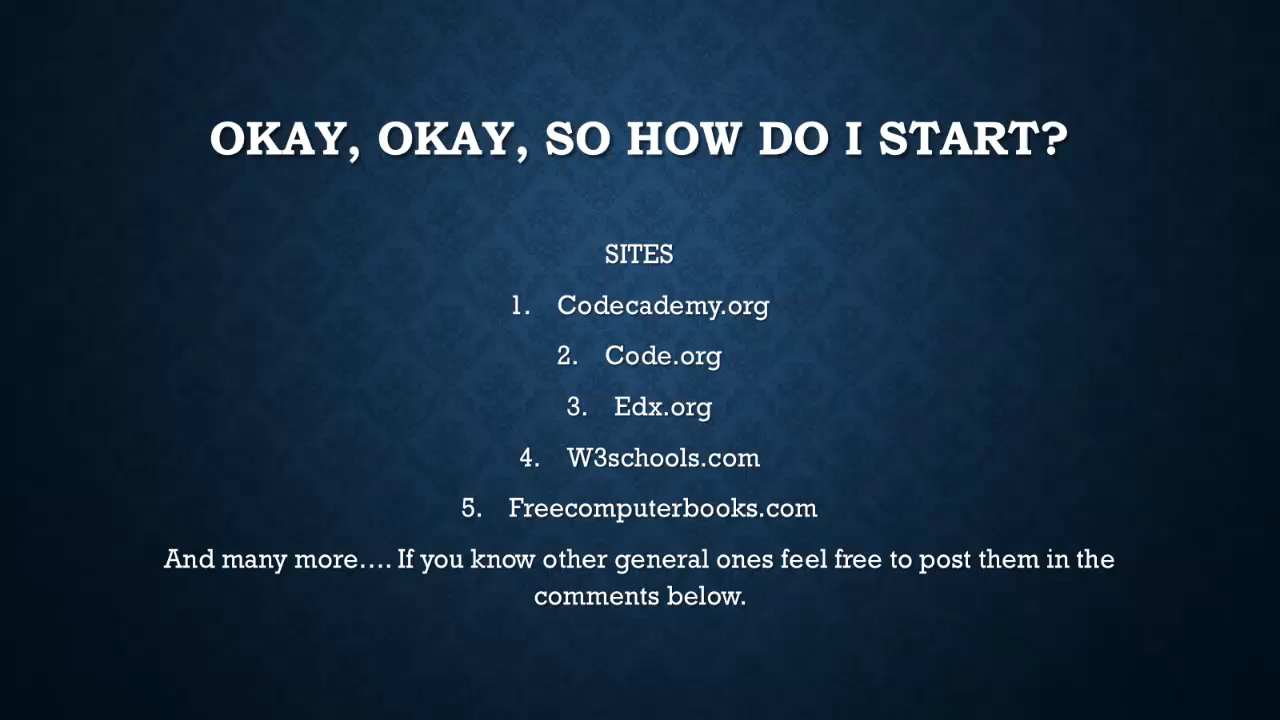 OKAY, OKAY, SO HOW DO I START?
SITES
1. Codecademy.org
2. Code.org
3. Edx.org
4. W3schools.com
5. Freecomputerbooks.com
And many more.... If you know other general ones feel free to post them in the
comments below.